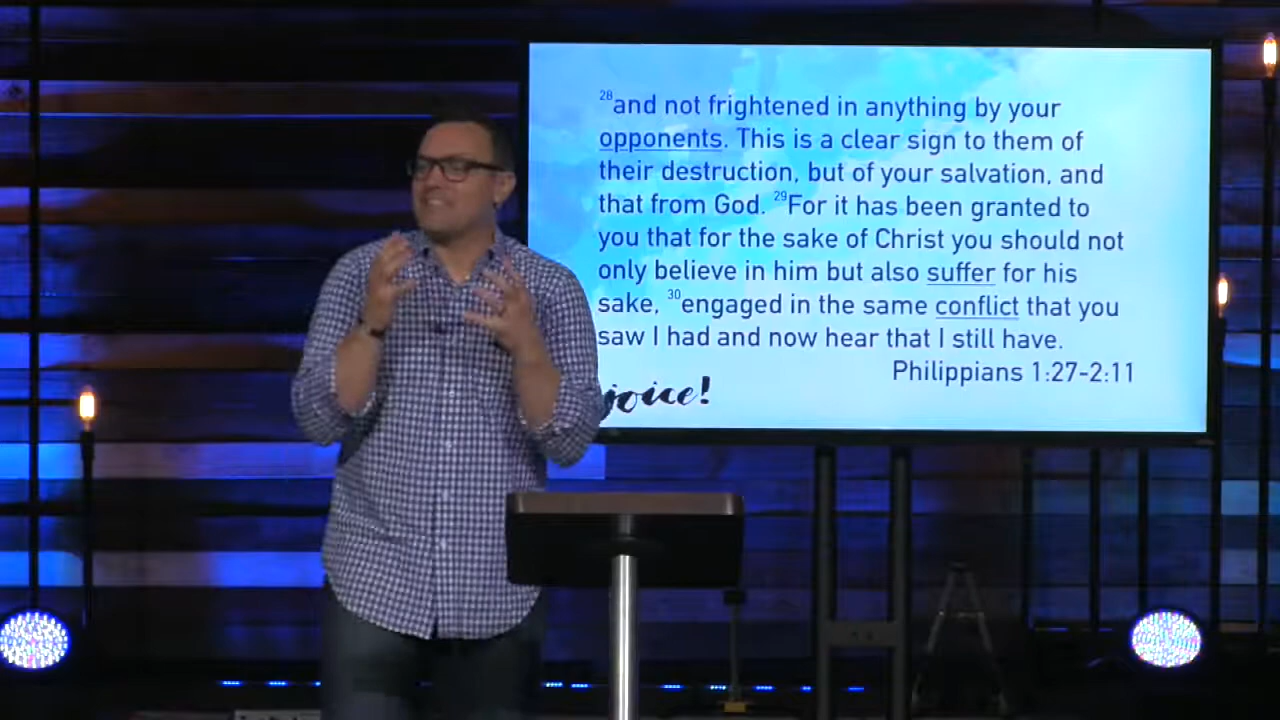 28and not frightened in anything by your
opponents. This is a clear sign to them of
their destruction, but of your salvation, and
that from God. 29For it has been granted to
you that for the sake of Christ you should not
only believe in him but also suffer for his
sake, 30engaged in the same conflict that you
saw I had and now hear that I still have.
Philippians 1:27-2:11
joice!